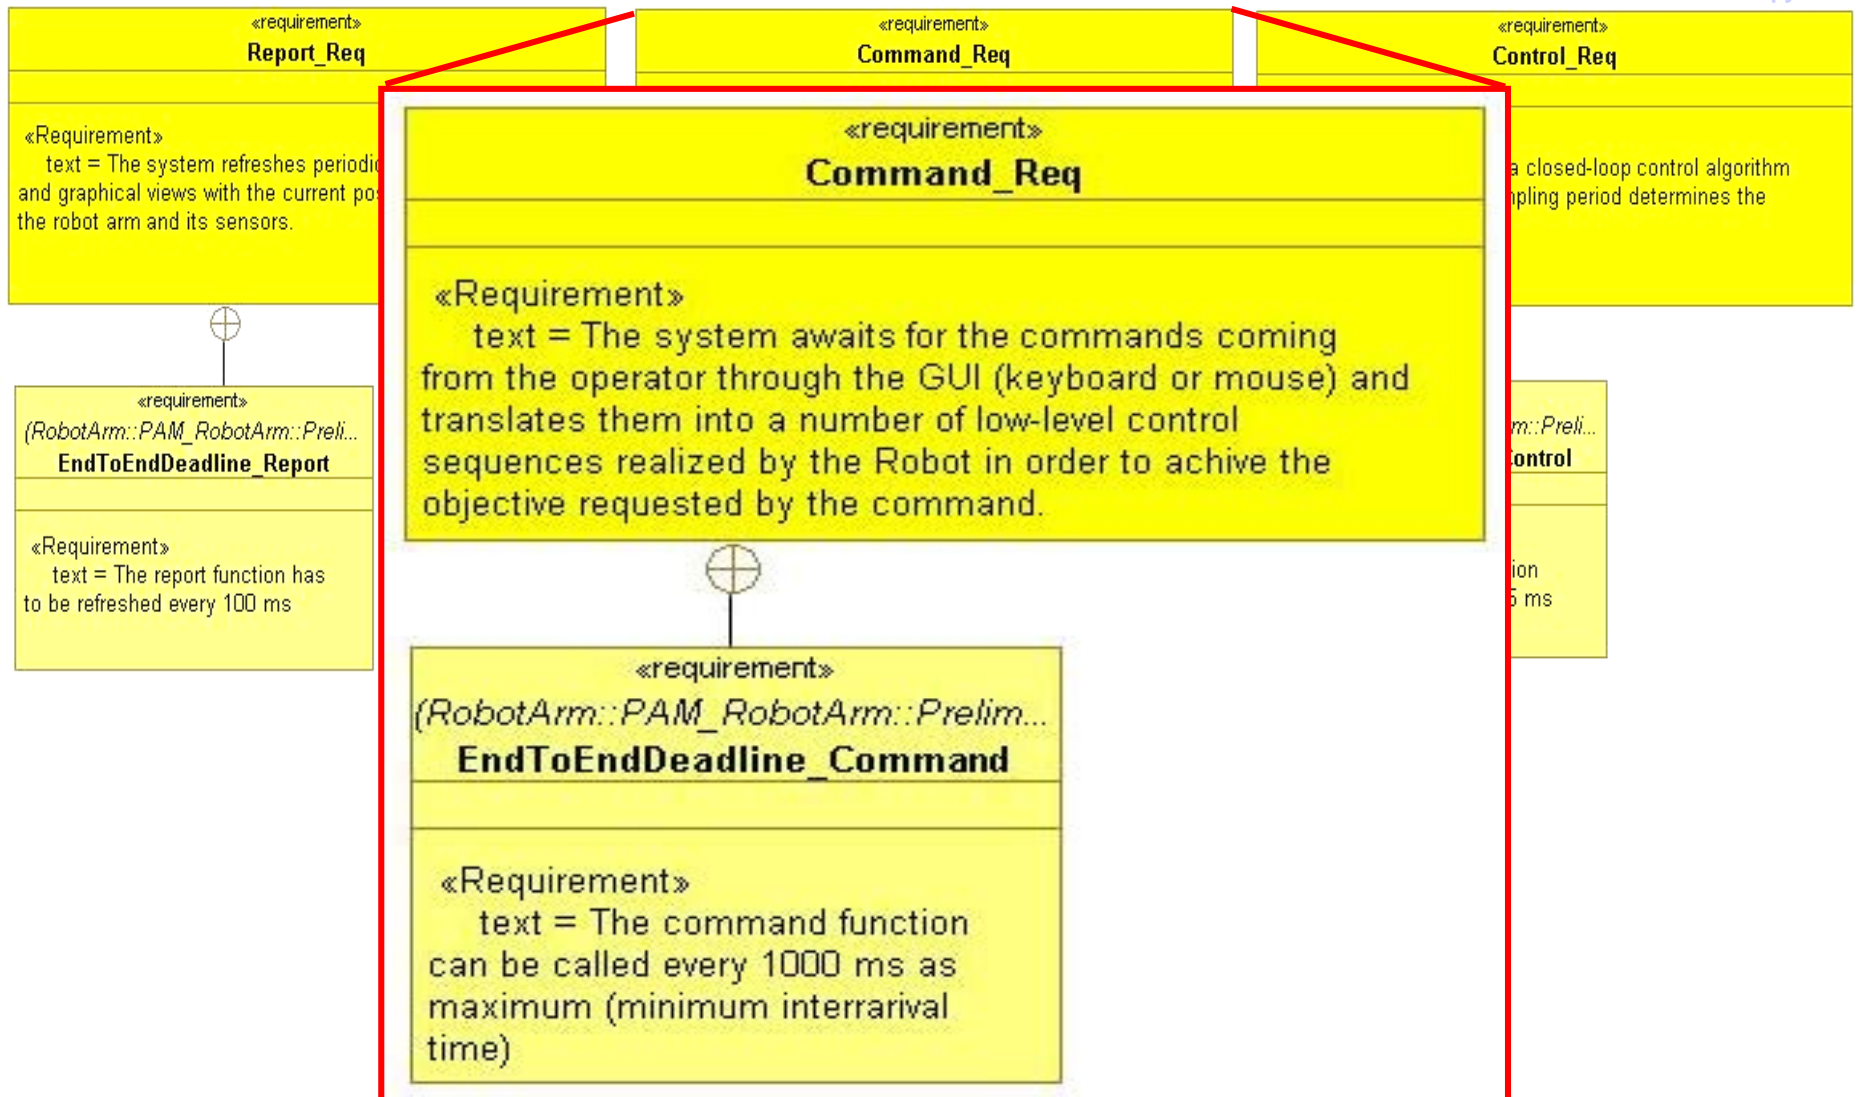 «requirement»
Report_Req
«Requirement»
text = The system refreshes
and graphical views with the current
the robot arm and its sensors.
«requirement»
(RobotArm::PAM_RobotArm::Preli...
EndToEndDeadline_Report
«Requirement»
text = The report function has
to be refreshed every 100 ms
«requirement»
Command_Req
«requirement»
Command_Req
«Requirement»
text = The system awaits for the commands coming
from the operator through the GUI (keyboard or mouse) and
translates them into a number of low-level control
sequences realized by the Robot in order to achive the
objective requested by the command.
«requirement»
(RobotArm::PAM_RobotArm::Prelim...
EndToEndDeadline_Command
«Requirement»
text = The command function
can be called every 1000 ms as
maximum (minimum interrarival
time)
«requirement»
Control_Req
a closed-loop control algorithm
period determines the
::Preli...
ms